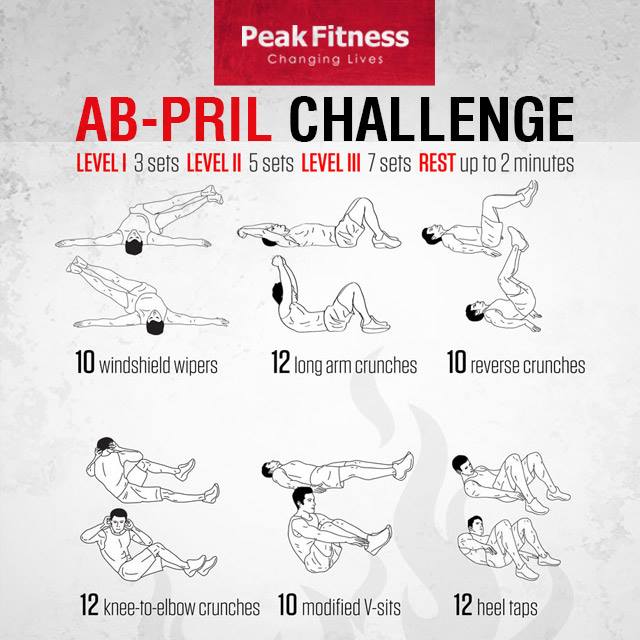 Peak Fitness
Changing Lives
AB-PRIL CHALLENGE
LEVEL I 3 sets LEVEL II 5 sets LEVEL III 7 sets REST up to 2 minutes
10 windshield wipers 12 long arm crunches 10 reverse crunches
12 knee-to-elbow crunches 10 modified V-sits 12 heel taps